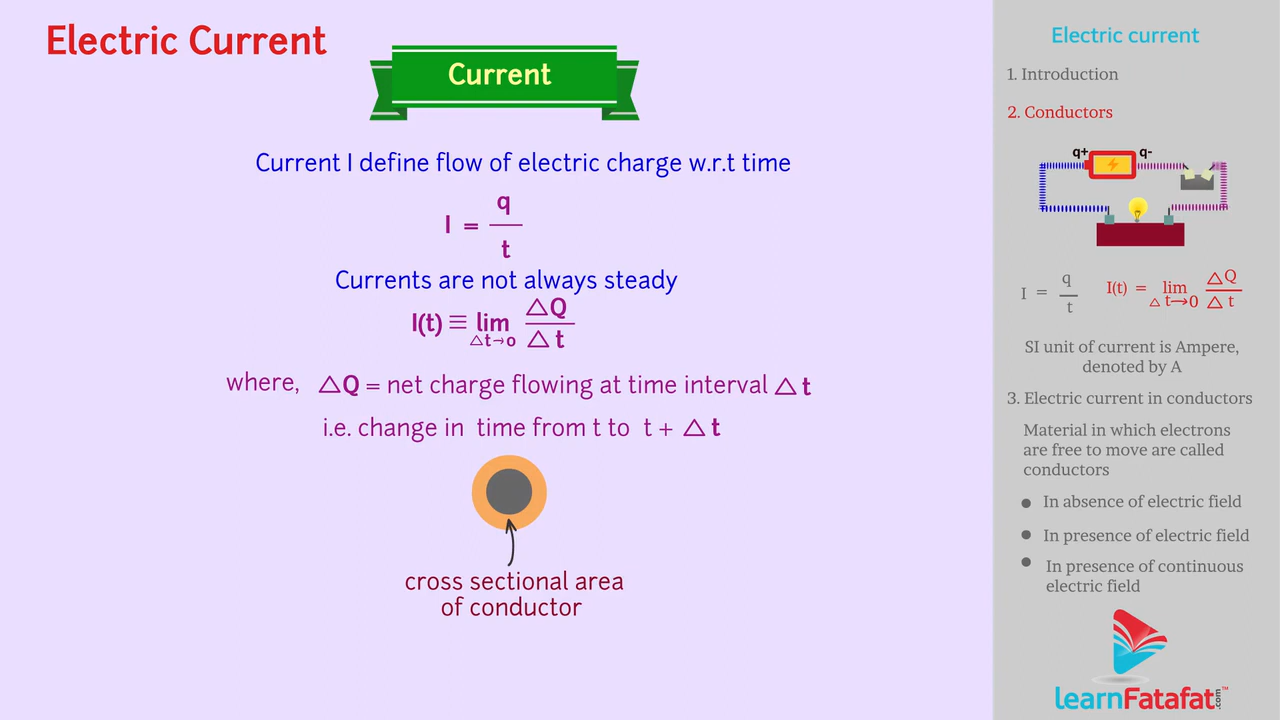 Electric Current
Current
Current I define flow of electric charge w.r.t time
I = q
t
Currents are not always steady
I(t) ≡ lim △Q
△t→o △ t
where, △Q = net charge flowing at time interval △ t
i.e. change in time from t to t + △ t
cross sectional area
of conductor
Electric current
1. Introduction
2. Conductors
q+ q-
I = q
t
I(t) = lim △Q
△ t→0 △ t
SI unit of current is Ampere,
denoted by A
3. Electric current in conductors
Material in which electrons
are free to move are called
conductors
● In absence of electric field
● In presence of electric field
● In presence of continuous
electric field
learnFatafat.com™